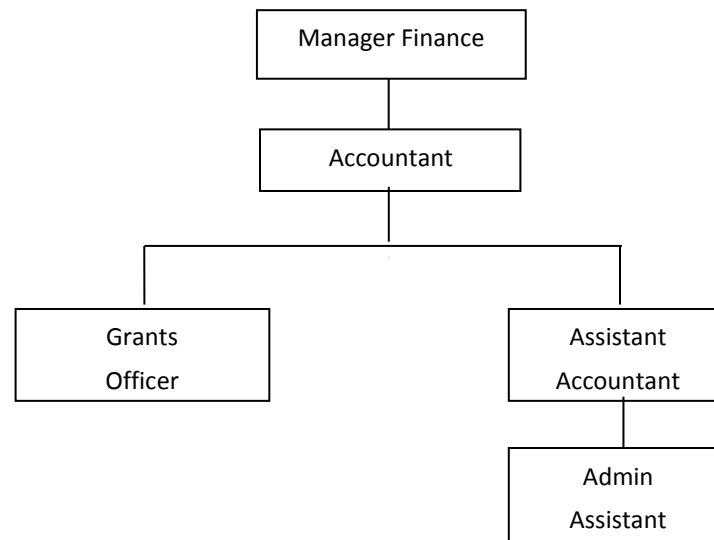 Manager Finance
Accountant
Grants
Officer
Assistant
Accountant
Admin
Assistant